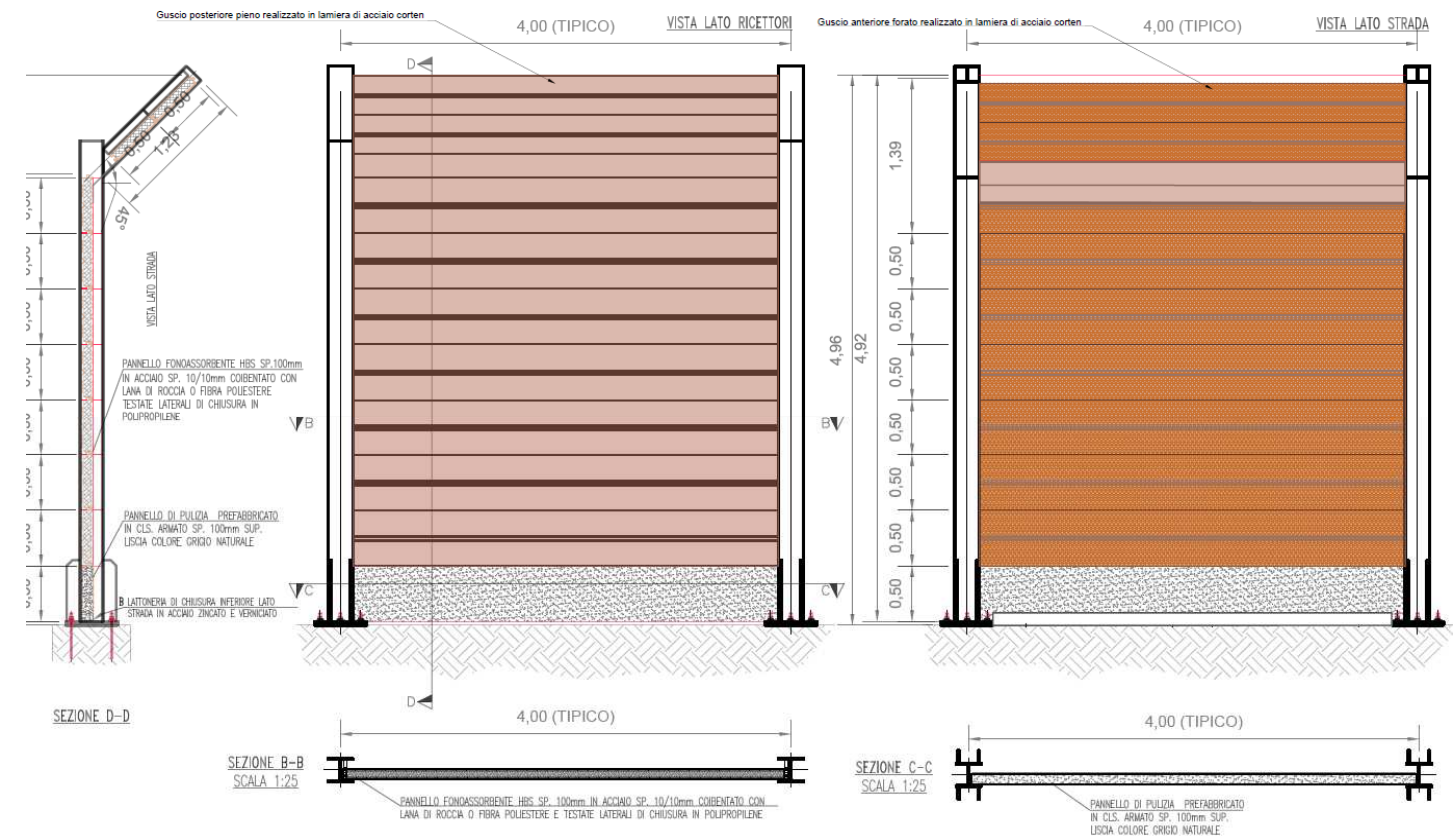 Guscio posteriore pieno realizzato in lamiera di acciaio corten
4,00 (TIPICO)
VISTA LATO RICETTORI
Guscio anteriore forato realizzato in lamiera di acciaio corten
4,00 (TIPICO)
VISTA LATO STRADA
D
0,50
0,50
1,23
45°
VISTA LATO STRADA
1,39
4,96
4,92
0,50
0,50
0,50
0,50
0,50
0,50
0,50
PANNELLO FONOASSORBENTE HBS SP.100mm
IN ACCIAIO SP. 10/10mm COIBENTATO CON
LANA DI ROCCIA O FIBRA POLIESTERE
TESTATE LATERALI DI CHIUSURA IN
POLIPROPILENE
B
B
PANNELLO DI PULIZIA PREFABBRICATO
IN CLS. ARMATO SP. 100mm SUP.
LISCIA COLORE GRIGIO NATURALE
C
C
B LATTONERIA DI CHIUSURA INFERIORE LATO
STRADA IN ACCIAIO ZINCATO E VERNICIATO
D
SEZIONE D-D
4,00 (TIPICO)
4,00 (TIPICO)
SEZIONE B-B
SCALA 1:25
SEZIONE C-C
SCALA 1:25
PANNELLO FONOASSORBENTE HBS SP. 100mm IN ACCIAIO SP. 10/10mm COIBENTATO CON
LANA DI ROCCIA O FIBRA POLIESTERE E TESTATE LATERALI DI CHIUSURA IN POLIPROPILENE
PANNELLO DI PULIZIA PREFABBRICATO
IN CLS. ARMATO SP. 100mm SUP.
LISCIA COLORE GRIGIO NATURALE